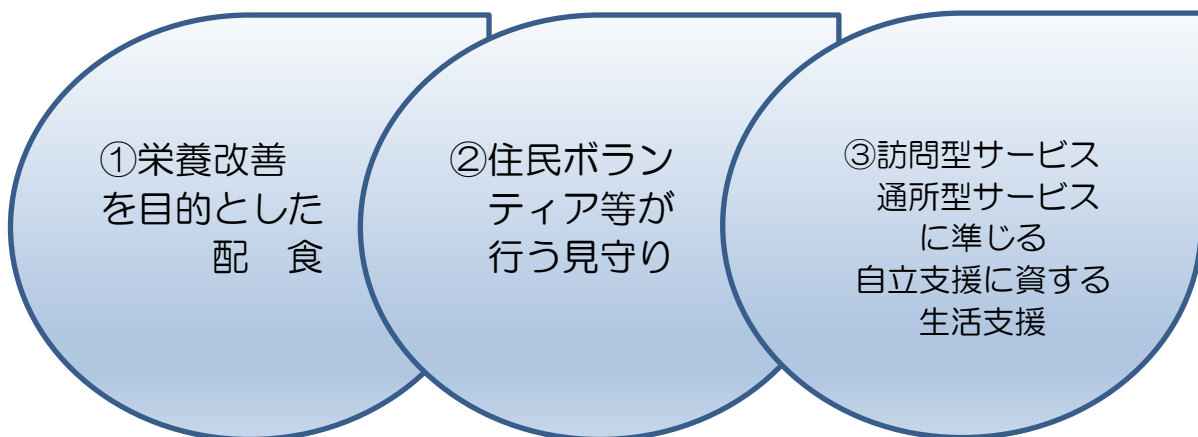 ①栄養改善
を目的とした
配　食
②住民ボラン
ティア等が
行う見守り
③訪問型サービス
通所型サービス
に準じる
自立支援に資する
生活支援